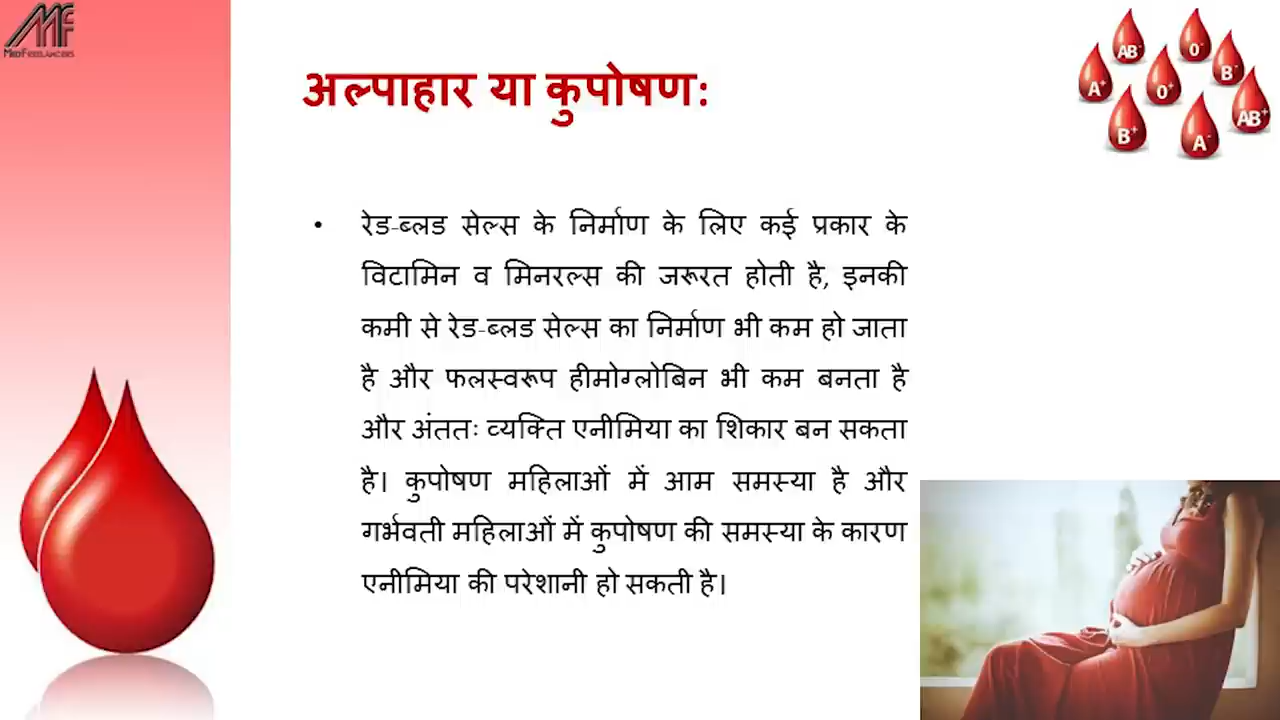 MedFreelancers
अल्पाहार या कुपोषण:
AB-
O-
B-
A+
O+
AB+
B+
A-
• रेड-ब्लड सेल्स के निर्माण के लिए कई प्रकार के
विटामिन व मिनरल्स की जरूरत होती है, इनकी
कमी से रेड-ब्लड सेल्स का निर्माण भी कम हो जाता
है और फलस्वरूप हीमोग्लोबिन भी कम बनता है
और अंततः व्यक्ति एनीमिया का शिकार बन सकता
है। कुपोषण महिलाओं में आम समस्या है और
गर्भवती महिलाओं में कुपोषण की समस्या के कारण
एनीमिया की परेशानी हो सकती है।